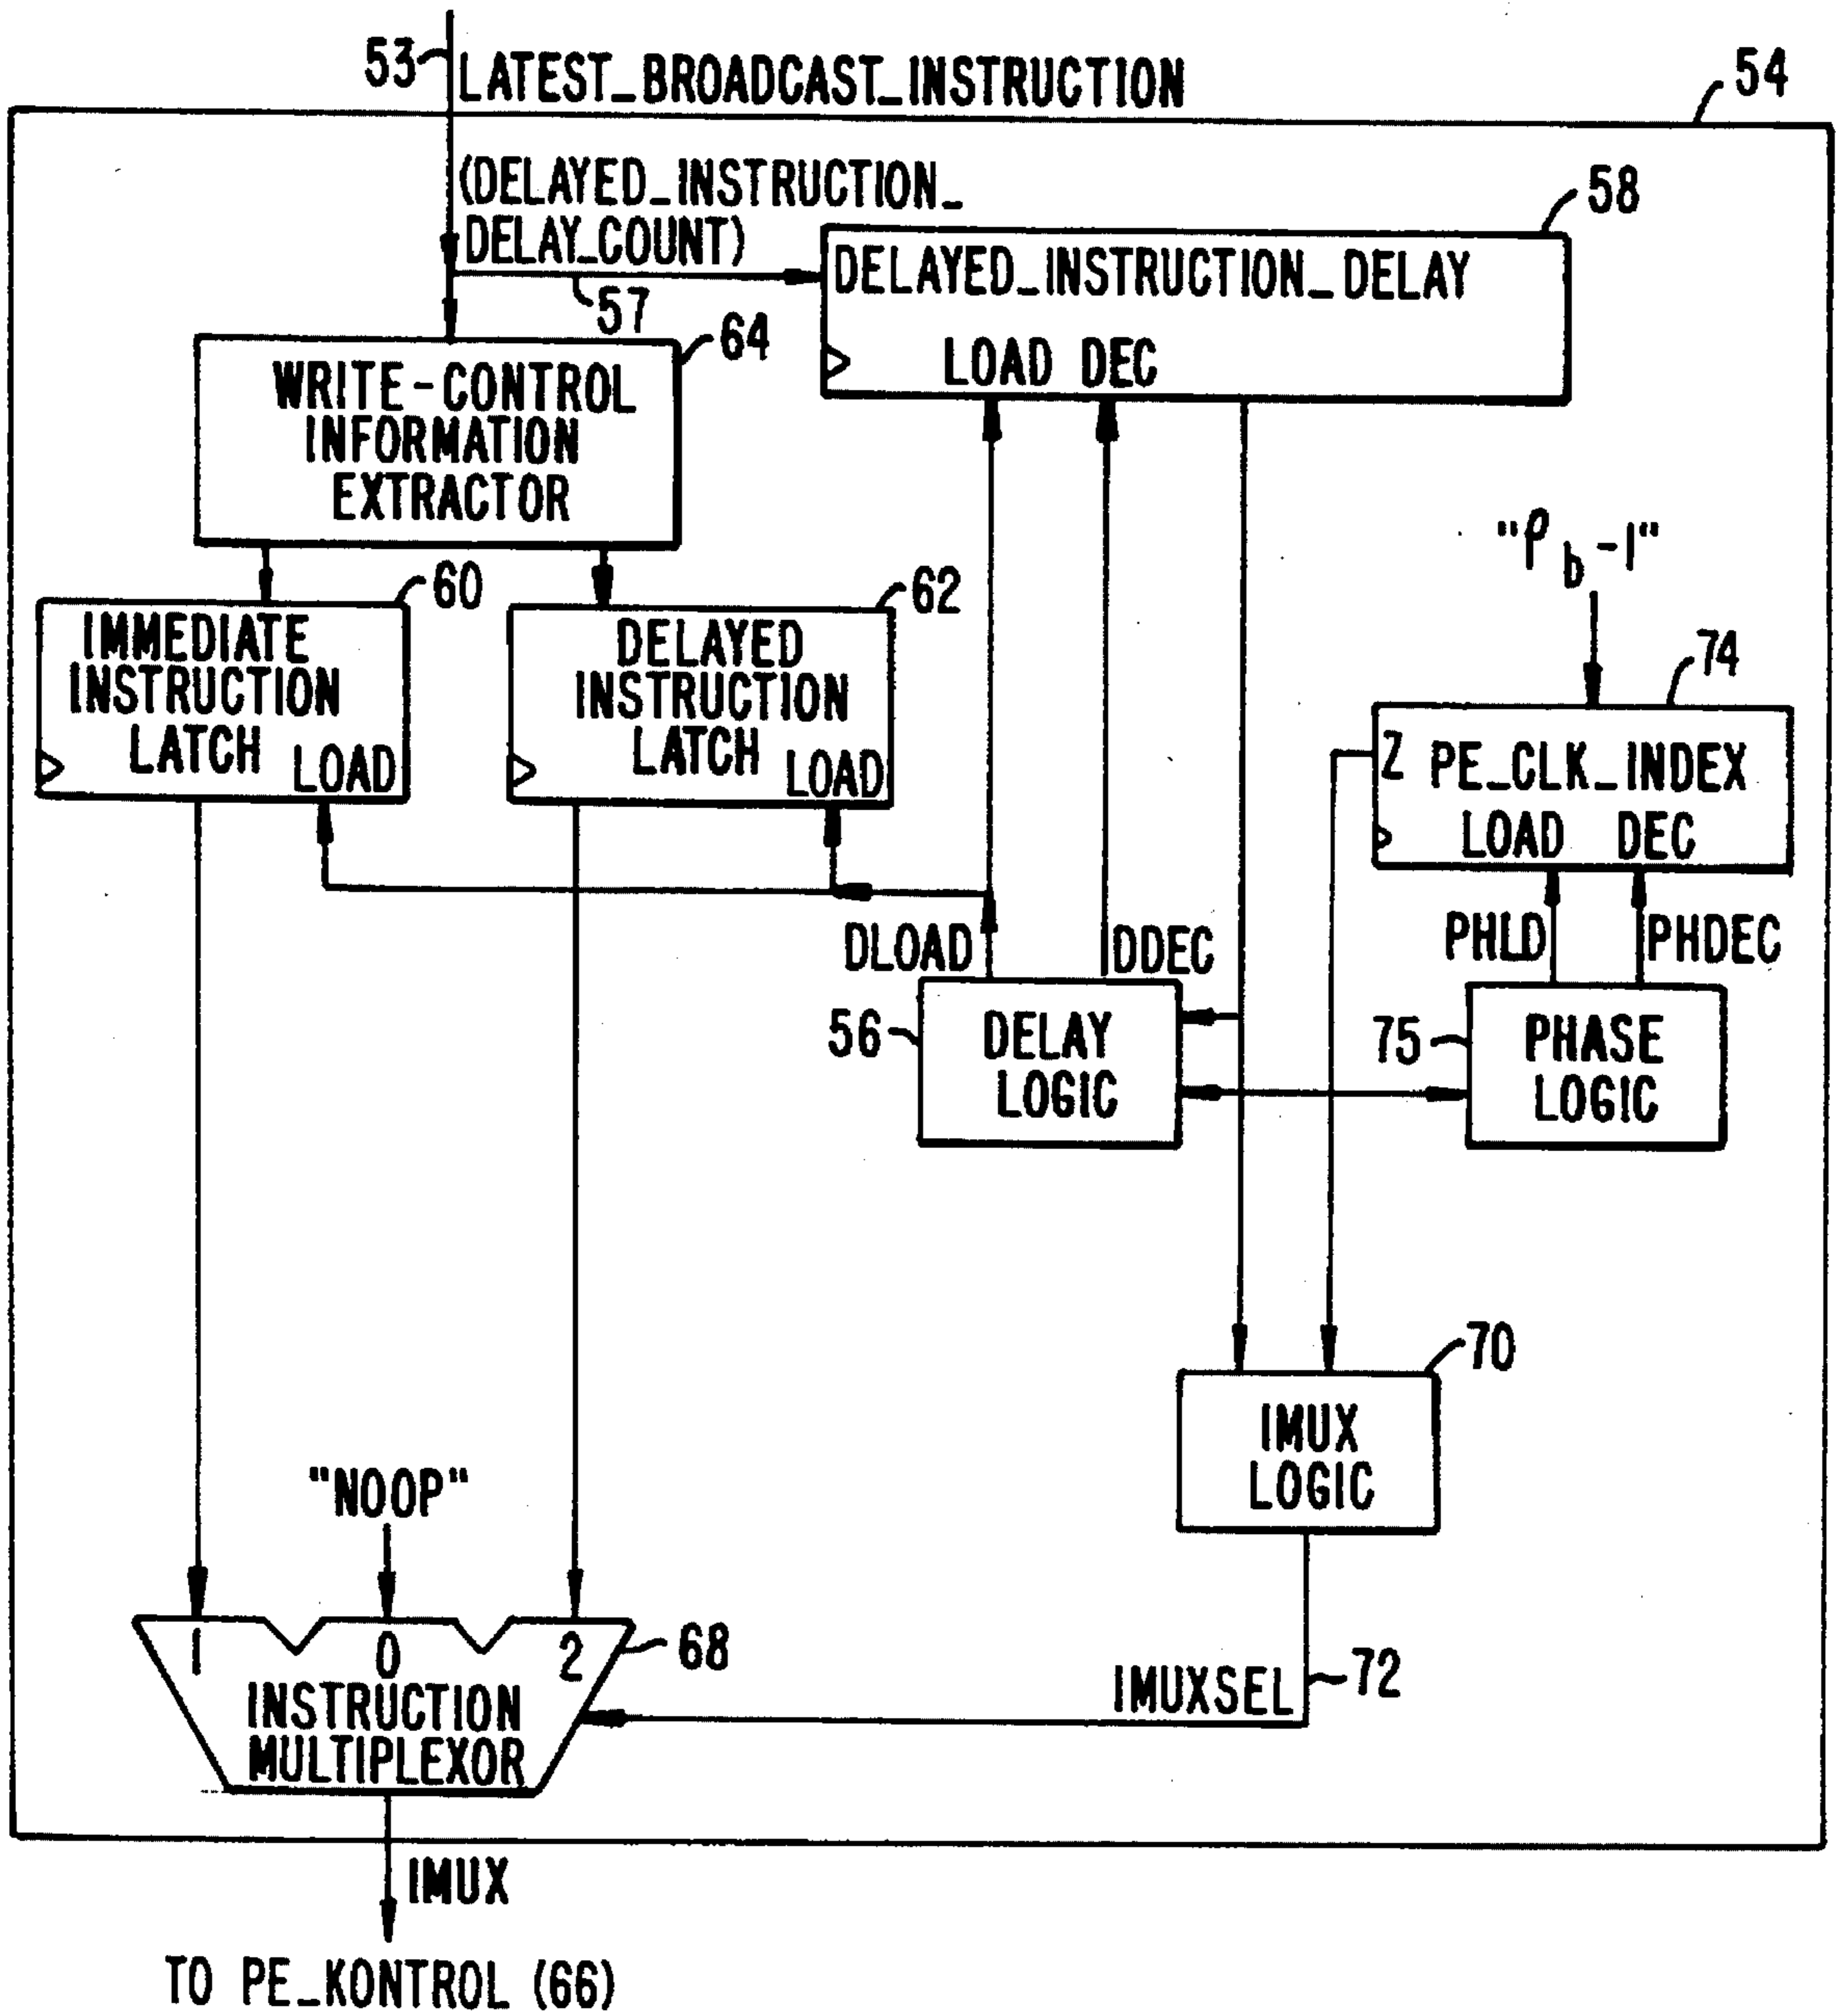 53
LATEST_BROADCAST_INSTRUCTION
54
(DELAYED_INSTRUCTION_
DELAY_COUNT)
57
58
DELAYED_INSTRUCTION_DELAY
LOAD DEC
64
WRITE-CONTROL
INFORMATION
EXTRACTOR
60
IMMEDIATE
INSTRUCTION
LATCH
LOAD
62
DELAYED
INSTRUCTION
LATCH
LOAD
"P b-1"
74
Z PE_CLK_INDEX
LOAD DEC
DLOAD
DDEC
PHLD
PHDEC
56
DELAY
LOGIC
75
PHASE
LOGIC
70
IMUX
LOGIC
"NOOP"
1 0 2
68
INSTRUCTION
MULTIPLEXOR
IMUXSEL
72
IMUX
TO PE_KONTROL (66)